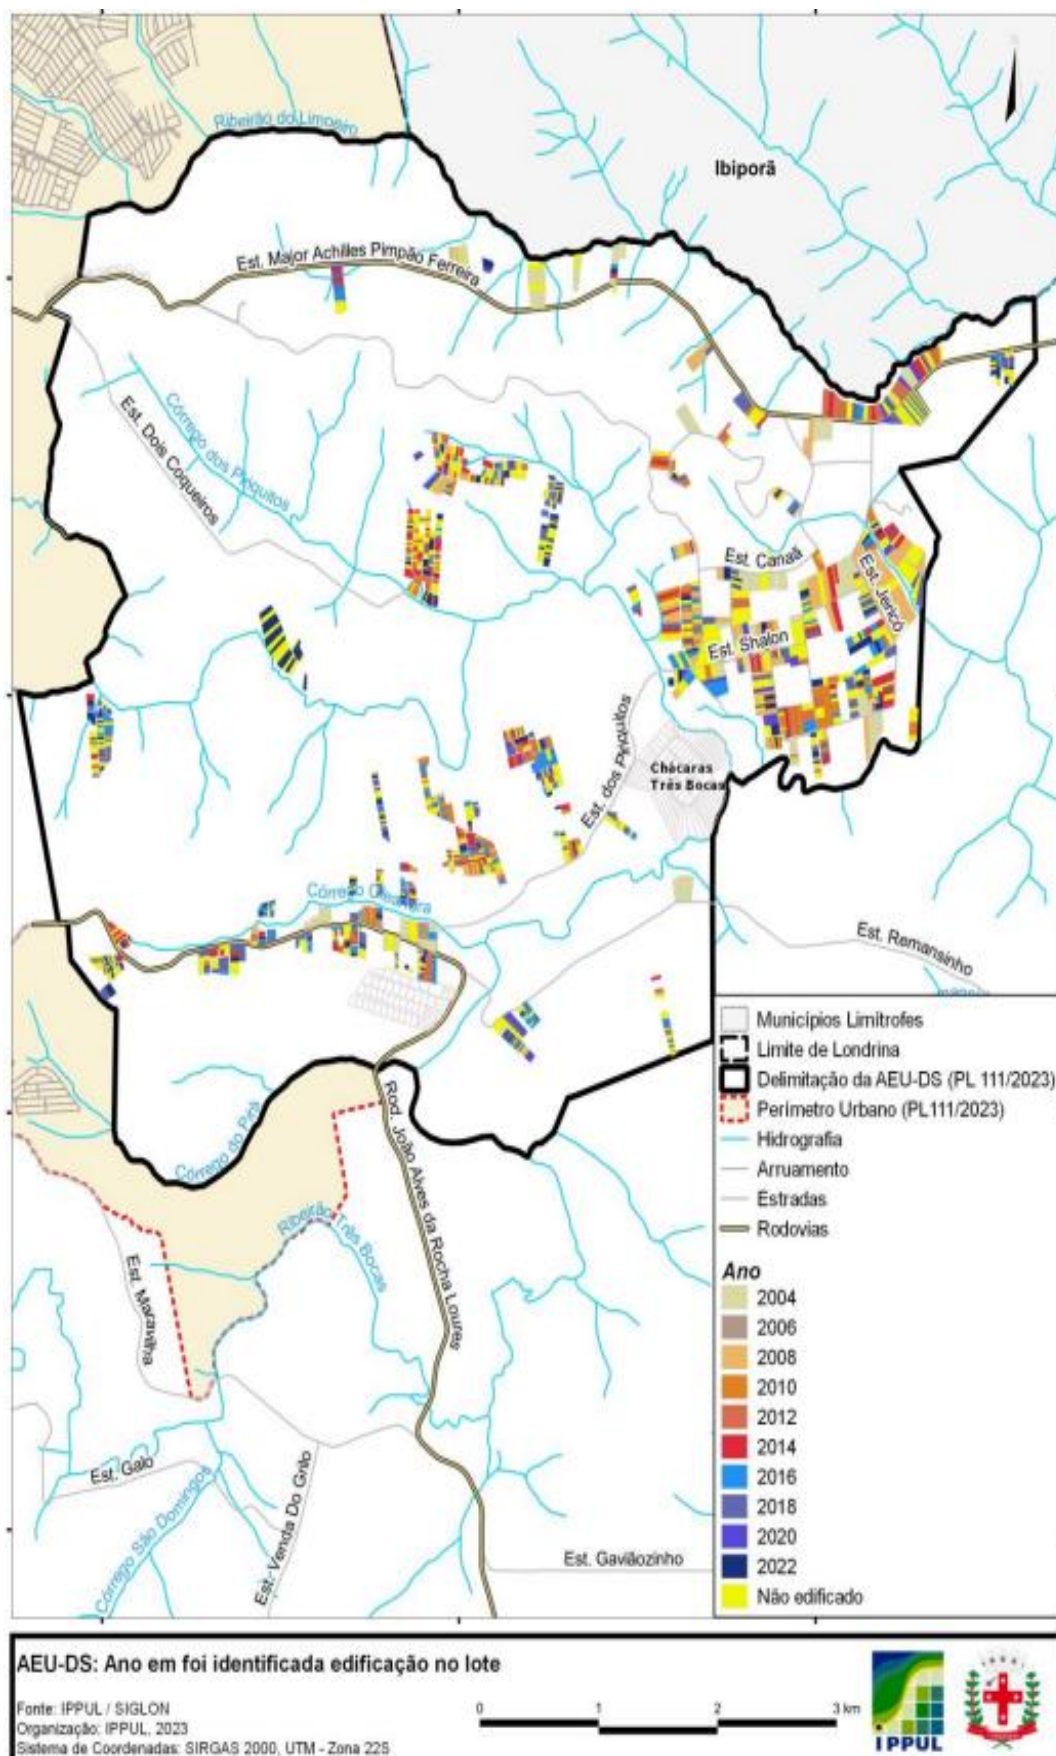 Ribeirão do Limoeiro
Ibiporã
Est. Major Achilles Pimpão Ferreira
Est. Dois Coqueiros
Córrego dos Piriquitos
Est. Canaã
Est. Jericó
Est. Shalon
Est. dos Piriquitos
Chácaras
Três Bocas
Córrego
Est. Remansinho
Córrego do Pirá
Rod. João Alves da Rocha Loures
Ribeirão Três Bocas
Est. Maravilha
Est. Galo
Córrego São Domingos
Est. Venda Do Grilo
Est. Gaviãozinho
Municípios Limítrofes
Limite de Londrina
Delimitação da AEU-DS (PL 111/2023)
Perímetro Urbano (PL111/2023)
Hidrografia
Arruamento
Estradas
Rodovias
Ano
2004
2006
2008
2010
2012
2014
2016
2018
2020
2022
Não edificado
AEU-DS: Ano em foi identificada edificação no lote
Fonte: IPPUL / SIGLON
Organização: IPPUL, 2023
Sistema de Coordenadas: SIRGAS 2000, UTM - Zona 22S
0 1 2 3 km
IPPUL